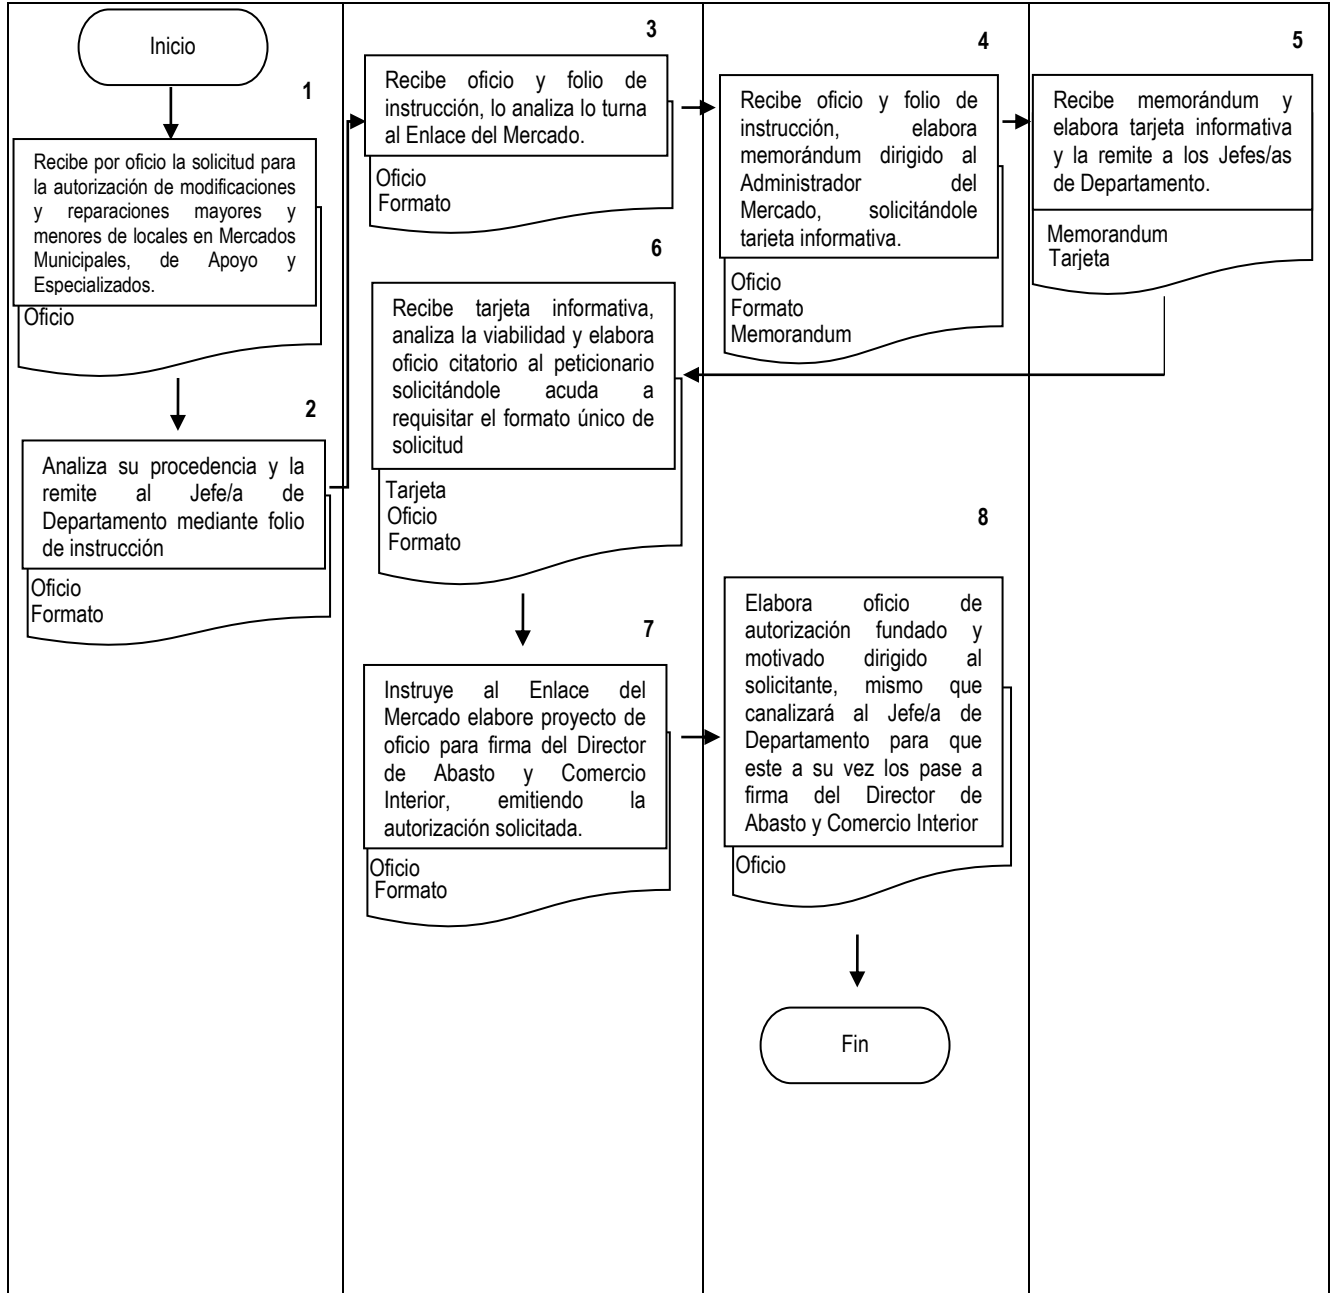 Inicio
1
Recibe por oficio la solicitud para
la autorización de modificaciones
y reparaciones mayores y
menores de locales en Mercados
Municipales, de Apoyo y
Especializados.
Oficio
2
Analiza su procedencia y la
remite al Jefe/a de
Departamento mediante folio
de instrucción
Oficio
Formato
3
Recibe oficio y folio de
instrucción, lo analiza lo turna
al Enlace del Mercado.
Oficio
Formato
4
Recibe oficio y folio de
instrucción, elabora
memorándum dirigido al
Administrador del
Mercado, solicitándole
tarjeta informativa.
Oficio
Formato
Memorandum
5
Recibe memorándum y
elabora tarjeta informativa
y la remite a los Jefes/as
de Departamento.
Memorandum
Tarjeta
6
Recibe tarjeta informativa,
analiza la viabilidad y elabora
oficio citatorio al peticionario
solicitándole acuda a
requisitar el formato único de
solicitud
Tarjeta
Oficio
Formato
7
Instruye al Enlace del
Mercado elabore proyecto de
oficio para firma del Director
de Abasto y Comercio
Interior, emitiendo la
autorización solicitada.
Oficio
Formato
8
Elabora oficio de
autorización fundado y
motivado dirigido al
solicitante, mismo que
canalizará al Jefe/a de
Departamento para que
este a su vez los pase a
firma del Director de
Abasto y Comercio Interior
Oficio
Fin